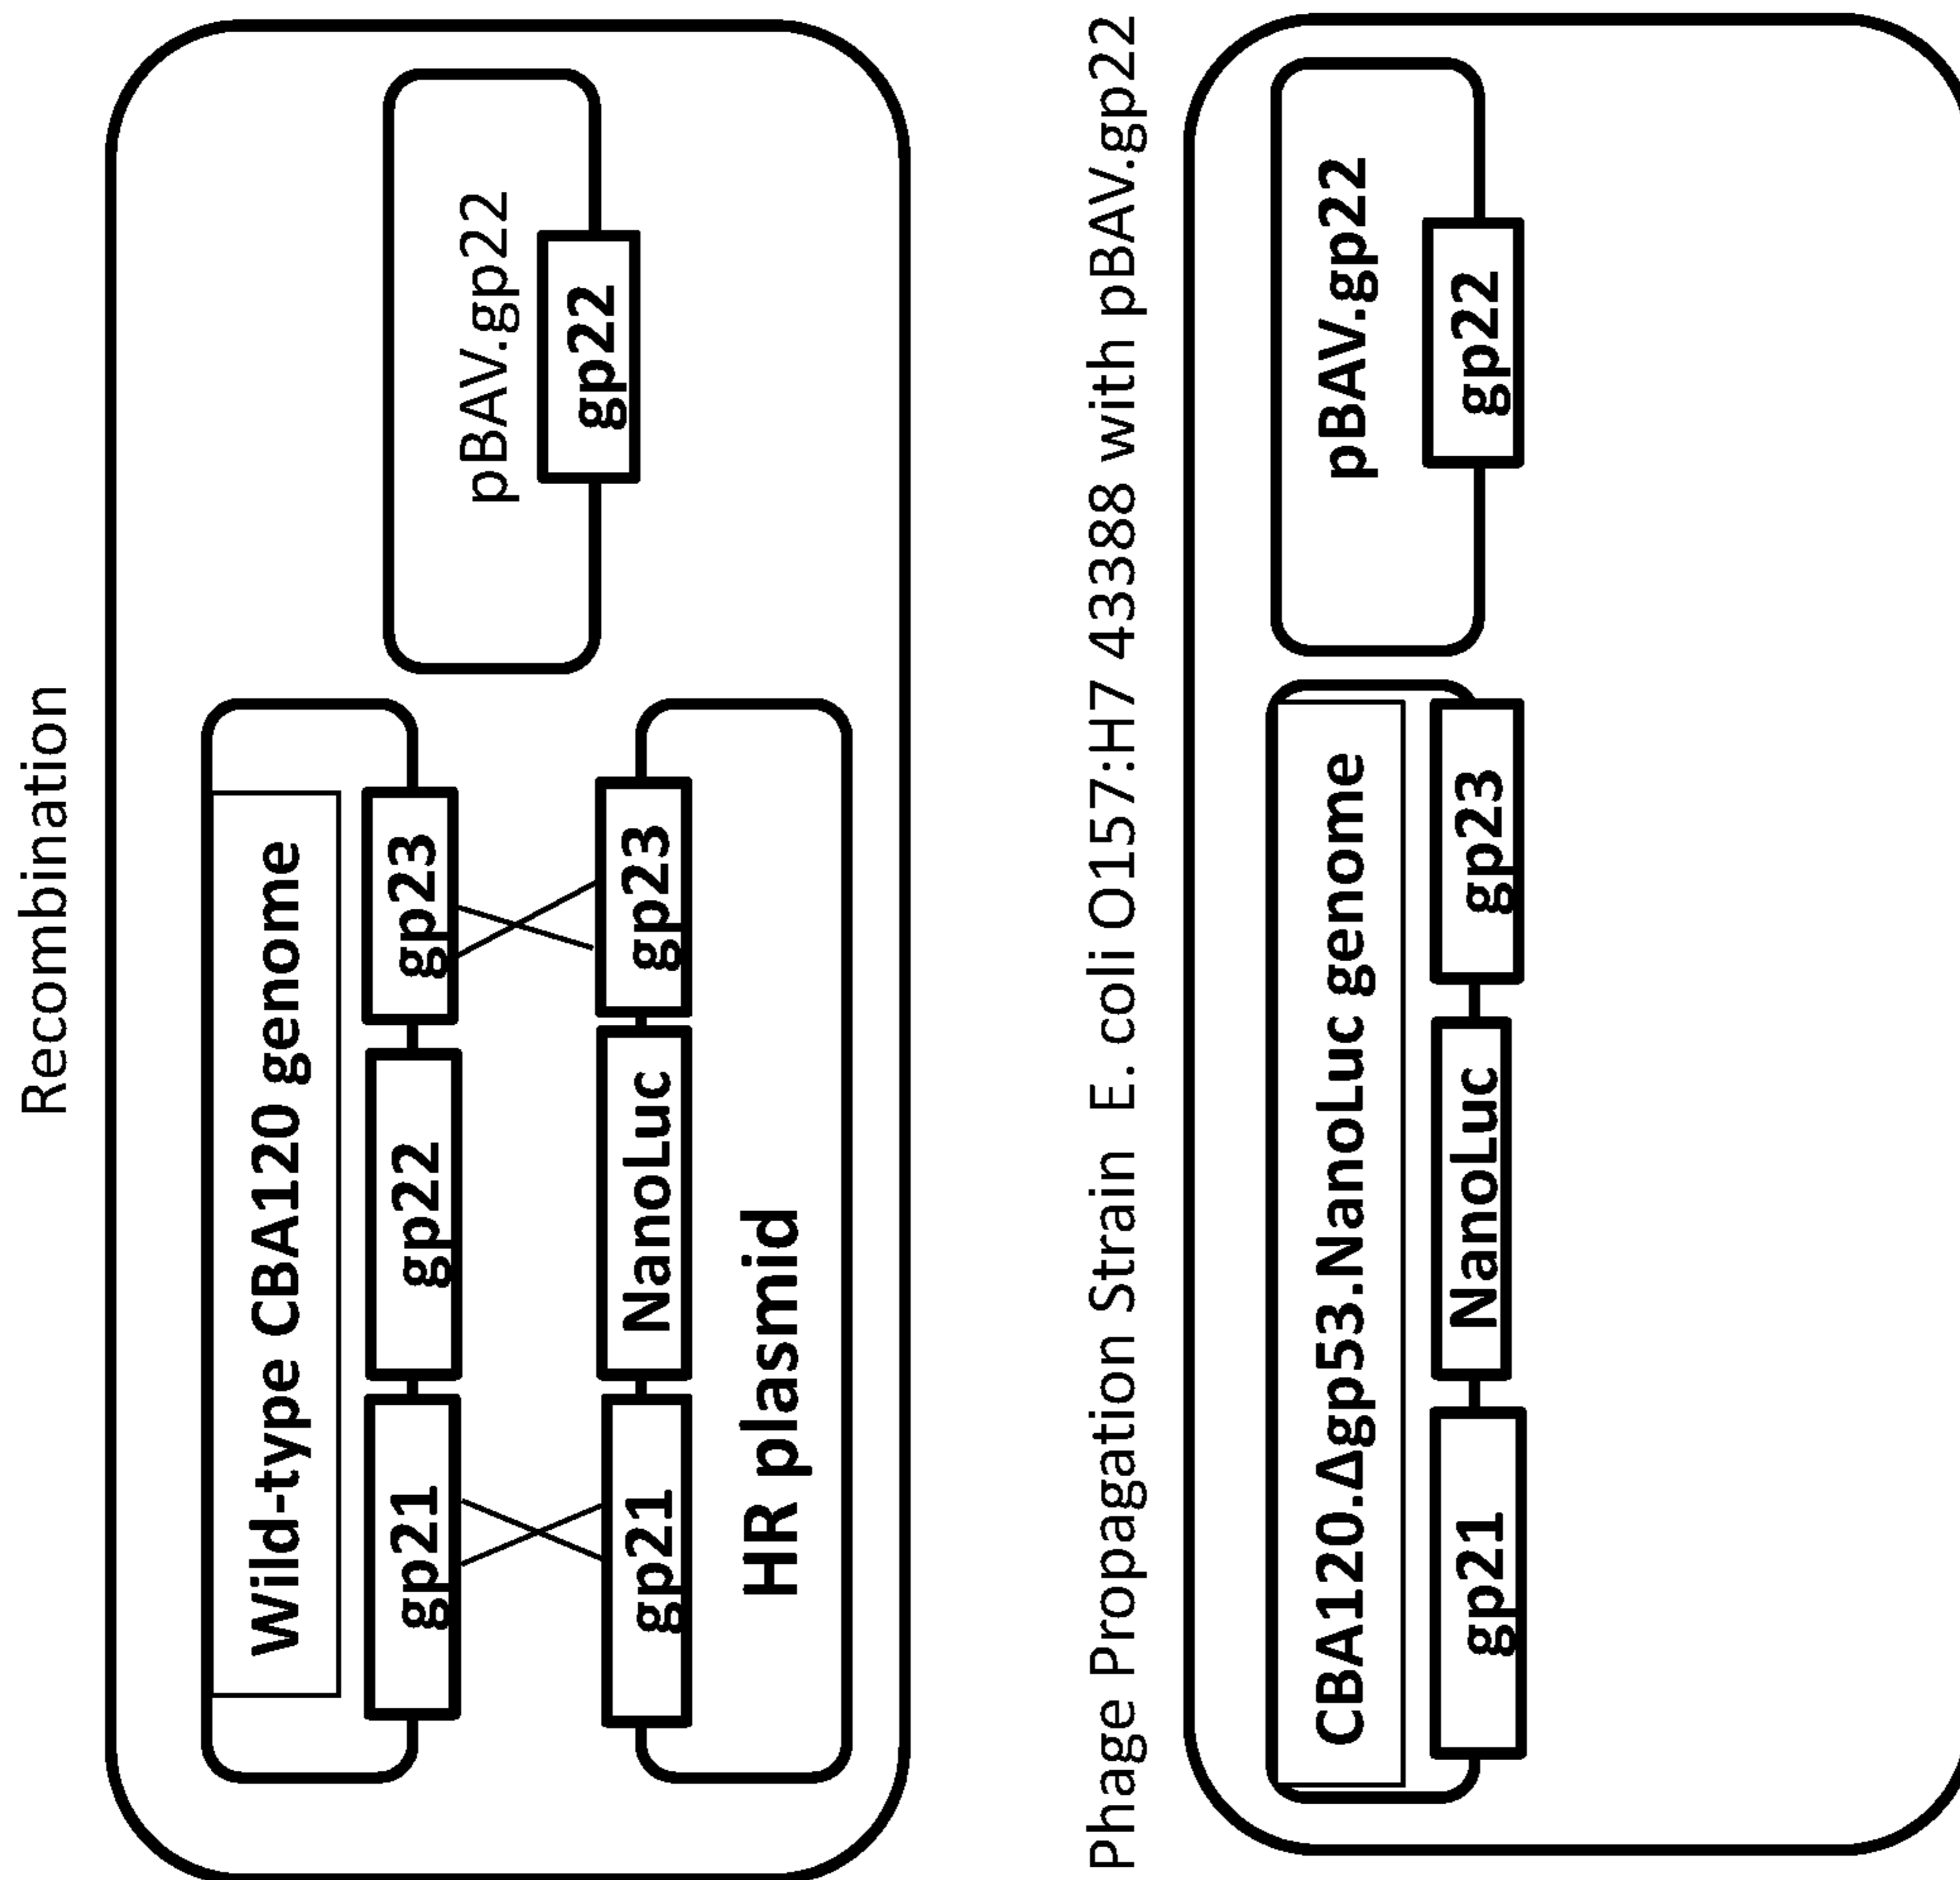 Recombination
Wild-type CBA120 genome
gp21
gp22
gp23
gp21
NanoLuc
gp23
HR plasmid
pBAV.gp22
gp22
Phage Propagation Strain E. coli O157:H7 43388 with pBAV.gp22
CBA120.Δgp53.NanoLuc genome
gp21
NanoLuc
gp23
pBAV.gp22
gp22